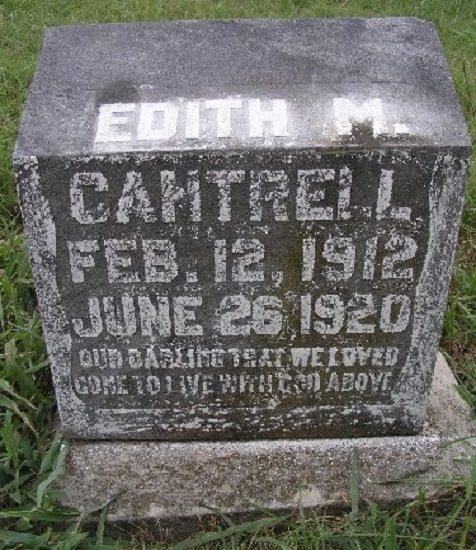 EDITH M.
CANTRELL
FEB. 12, 1912
JUNE 26 1920
OUR DARLING THAT WE LOVED
GONE TO LIVE WITH GOD ABOVE